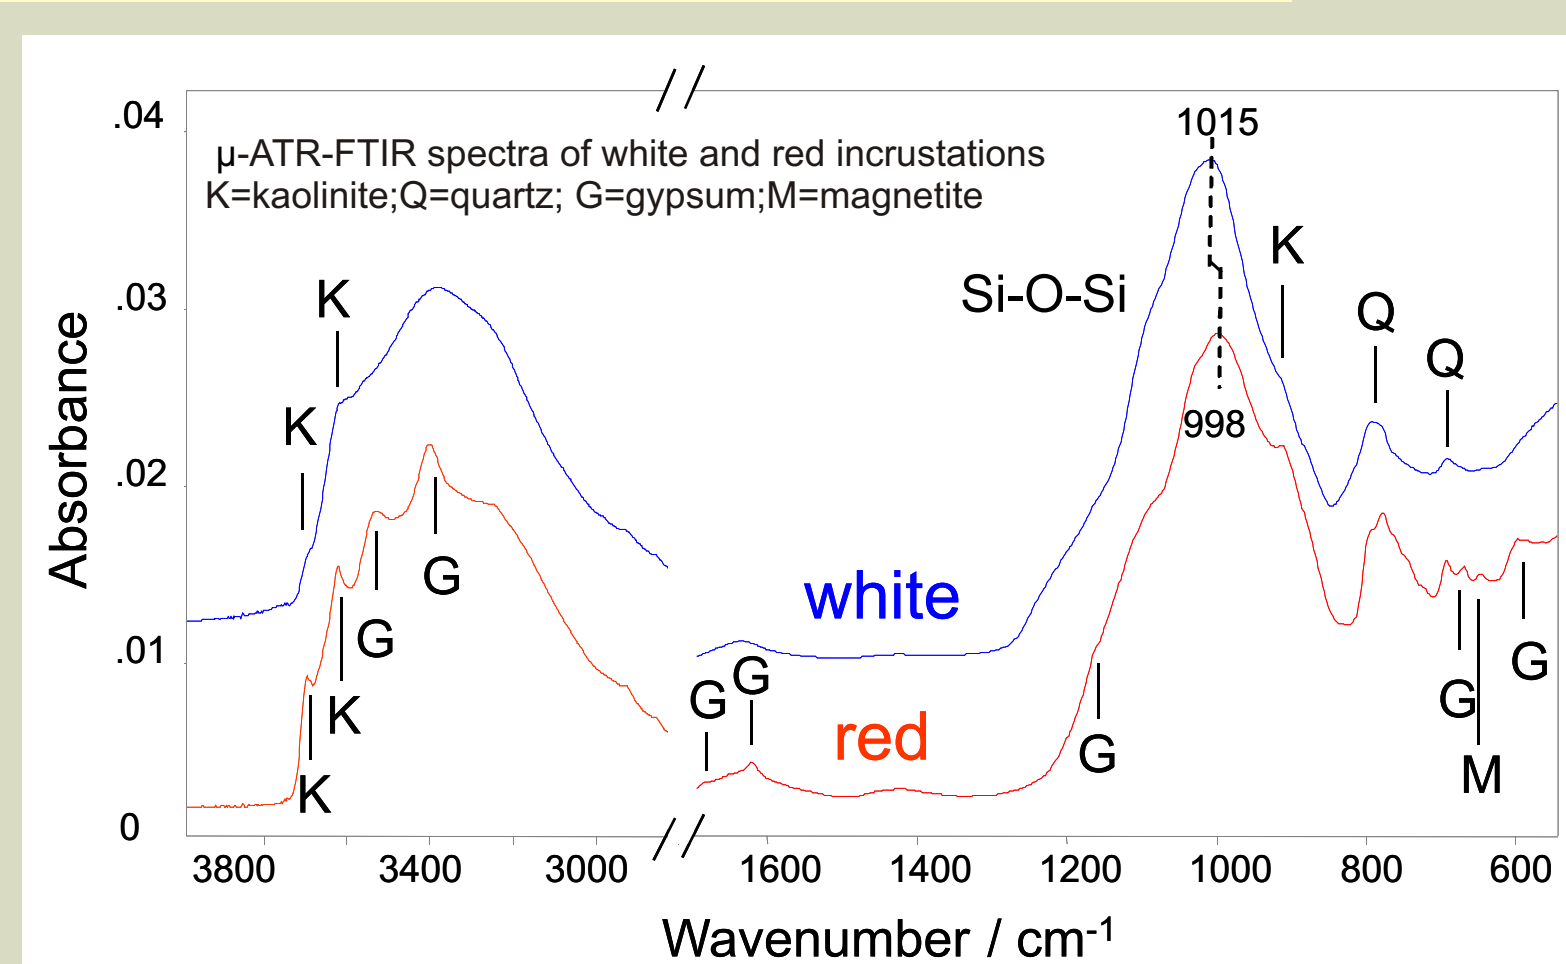 1015
.04
μ-ATR-FTIR spectra of white and red incrustations
K=kaolinite;Q=quartz; G=gypsum;M=magnetite
K
K
Si-O-Si
.03
Q
Q
K
998
Absorbance
.02
G
G
white
K
.01
G
G
G
G
G
red
K
G
M
0
3800
3400
3000
1600
1400
1200
1000
800
600
Wavenumber / cm-1